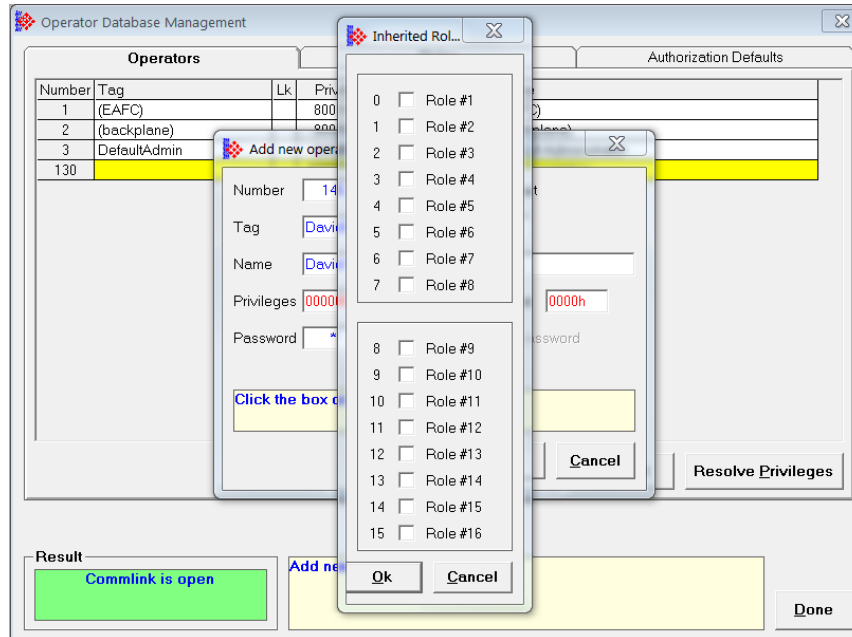 Operator Database Management
Inherited Rol...
Operators
Authorization Defaults
Number Tag Lk Priv
1 (EAFC) 800
2 (backplane) 800
3 DefaultAdmin
130
Add new opera
Number 14
Tag Davi
Name Davi
Privileges 0000 0000h
Password *
Click the box o
Cancel
0 Role #1
1 Role #2
2 Role #3
3 Role #4
4 Role #5
5 Role #6
6 Role #7
7 Role #8
8 Role #9
9 Role #10
10 Role #11
11 Role #12
12 Role #13
13 Role #14
14 Role #15
15 Role #16
Ok Cancel
Resolve Privileges
Result
Commlink is open
Add ne
Done